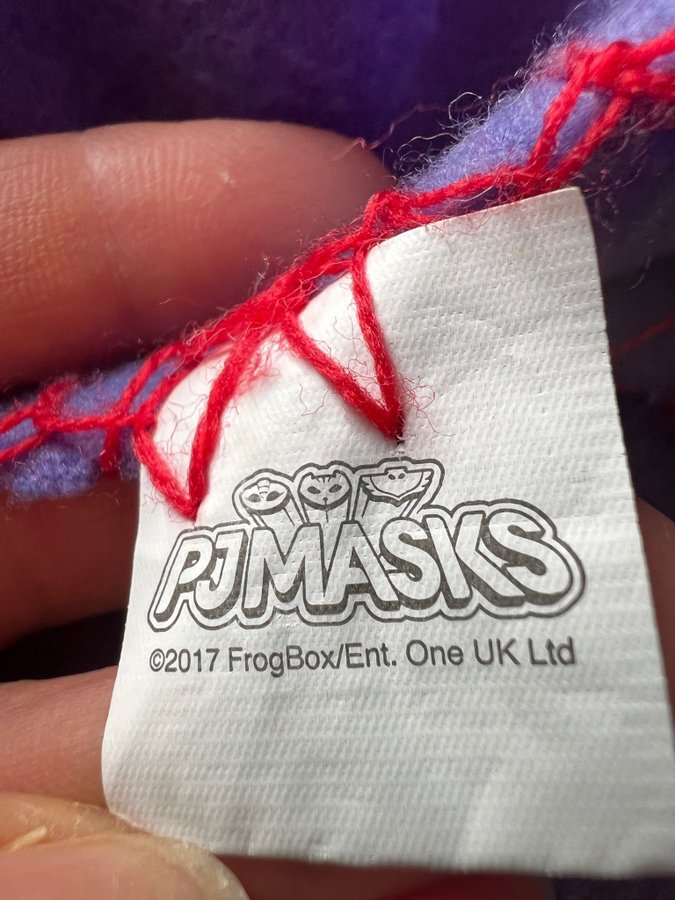 PJMASKS
©2017 FrogBox/Ent. One UK Ltd